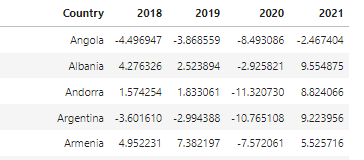 Country 2018 2019 2020 2021
Angola -4.496947 -3.868559 -8.493086 -2.467404
Albania 4.276326 2.523894 -2.925821 9.554875
Andorra 1.574254 1.833061 -11.320730 8.824066
Argentina -3.601610 -2.994388 -10.765108 9.223956
Armenia 4.952231 7.382197 -7.572061 5.525716